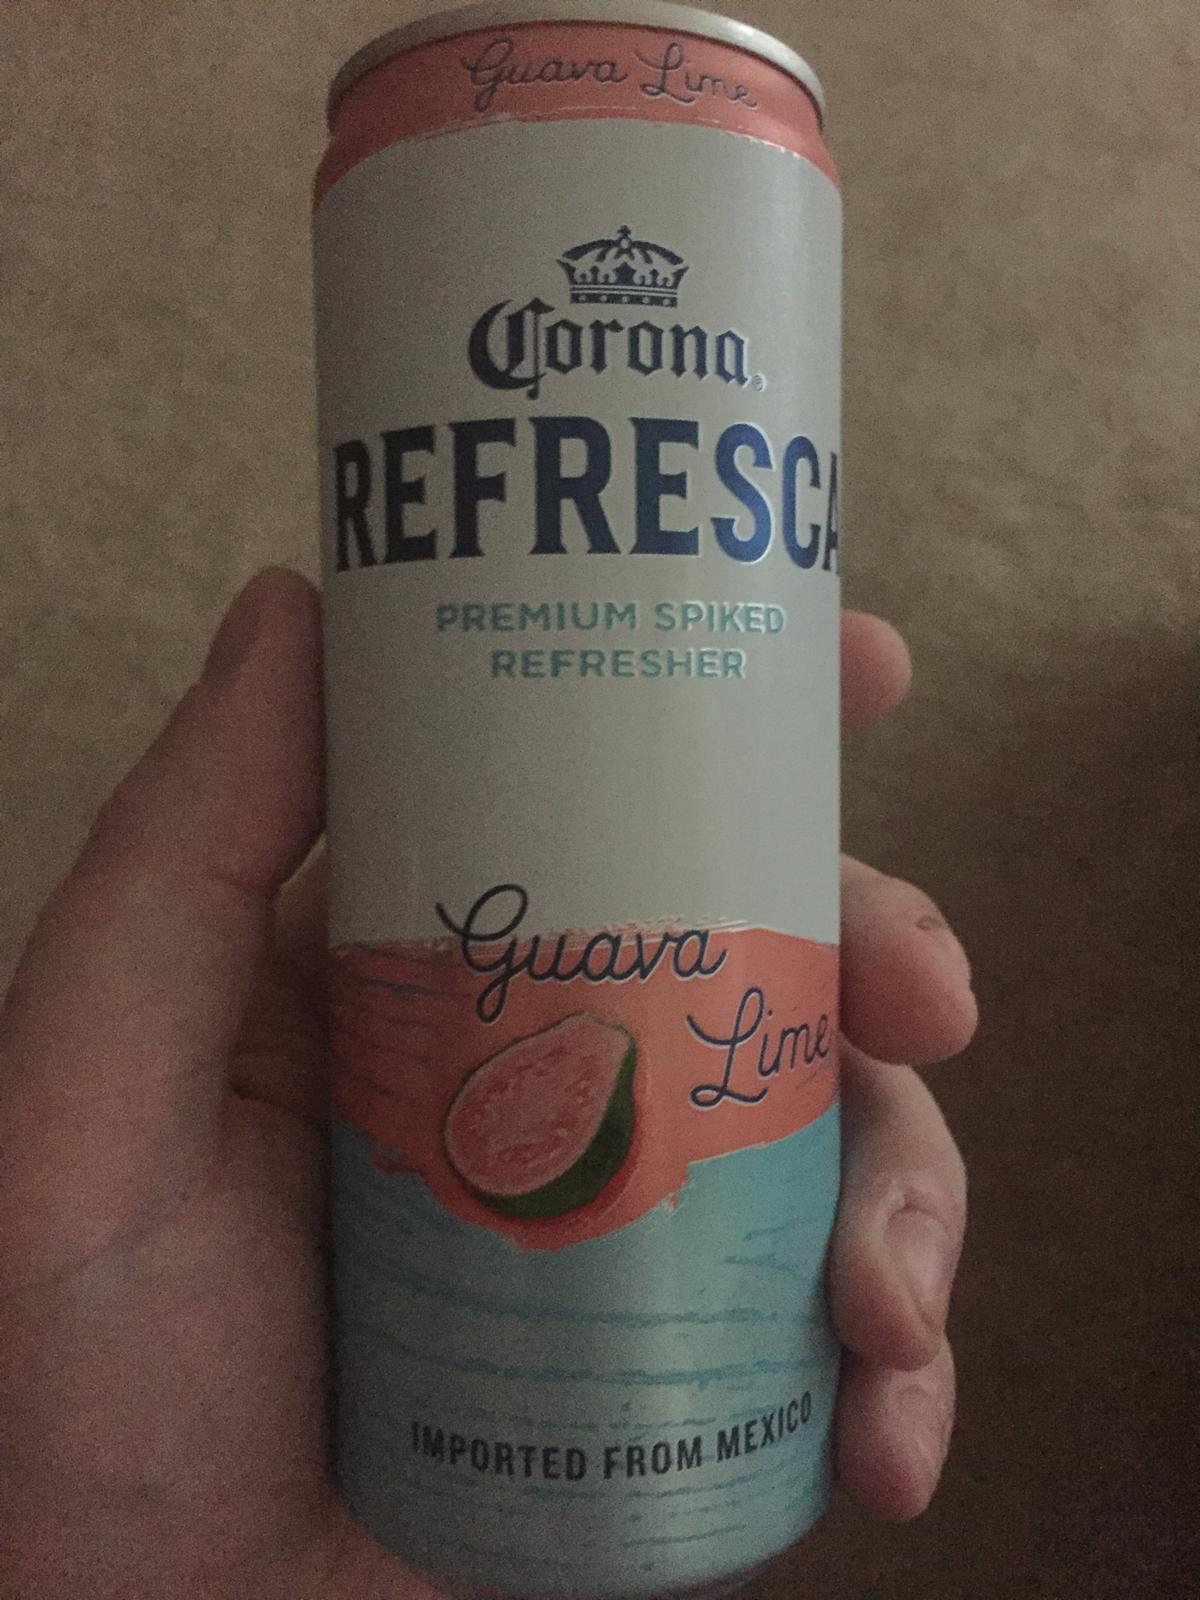 Guava Lime
Corona®
REFRESCA
PREMIUM SPIKED
REFRESHER
Guava
Lime
IMPORTED FROM MEXICO